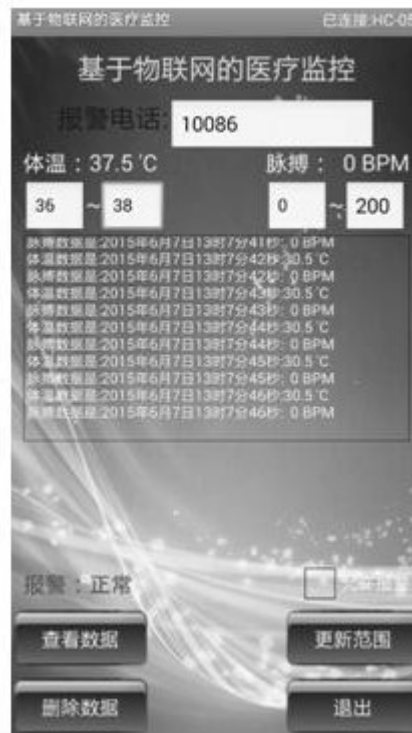 基于物联网的医疗监控 已连接:HC-05
基于物联网的医疗监控
报警电话: 10086
体温：37.5 ℃ 脉搏： 0 BPM
36 ~ 38 0 ~ 200
脉搏数据是:2015年6月7日13时7分41秒: 0 BPM
体温数据是:2015年6月7日13时7分42秒:30.5 ℃
脉搏数据是:2015年6月7日13时7分42秒: 0 BPM
体温数据是:2015年6月7日13时7分43秒:30.5 ℃
脉搏数据是:2015年6月7日13时7分43秒: 0 BPM
体温数据是:2015年6月7日13时7分44秒:30.5 ℃
脉搏数据是:2015年6月7日13时7分44秒: 0 BPM
体温数据是:2015年6月7日13时7分45秒:30.5 ℃
脉搏数据是:2015年6月7日13时7分45秒: 0 BPM
体温数据是:2015年6月7日13时7分46秒:30.5 ℃
脉搏数据是:2015年6月7日13时7分46秒: 0 BPM
报警：正常
查看数据 更新范围
删除数据 退出